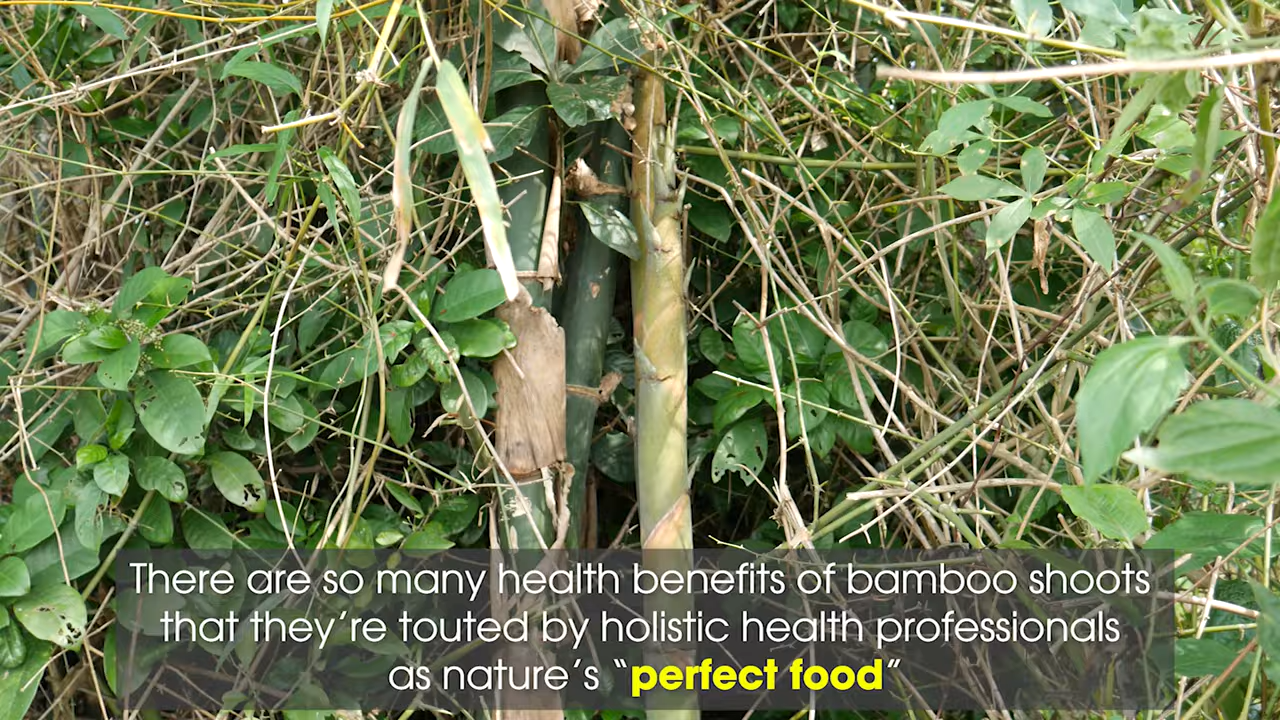 There are so many health benefits of bamboo shoots
that they're touted by holistic health professionals
as nature's “perfect food”